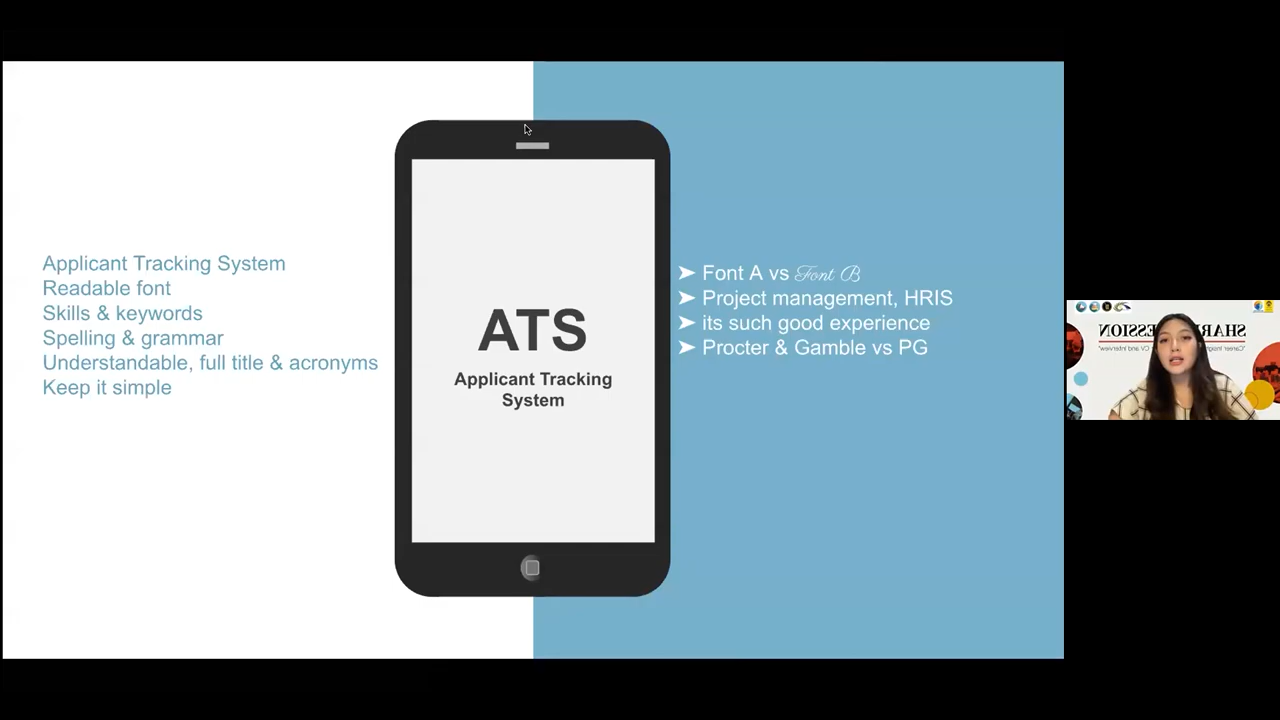 Applicant Tracking System
Readable font
Skills & keywords
Spelling & grammar
Understandable, full title & acronyms
Keep it simple
ATS
Applicant Tracking
System
➤ Font A vs Font B
➤ Project management, HRIS
➤ its such good experience
➤ Procter & Gamble vs PG